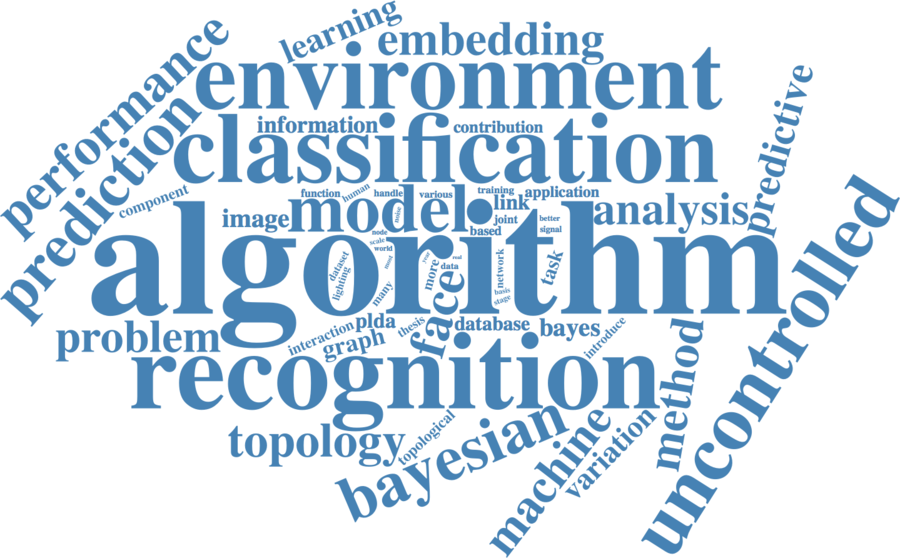 learning
embedding
performance
environment
prediction
information
contribution
classification
predictive
component
function
human
handle
various
training
application
image
model
noise
link
joint
better
signal
analysis
based
node
scale
world
algorithm
dataset
lighting
most
year
real
more
data
many
network
basis
stage
task
uncontrolled
problem
interaction
plda
thesis
face
database
bayes
introduce
graph
recognition
method
topology
topological
bayesian
machine
variation